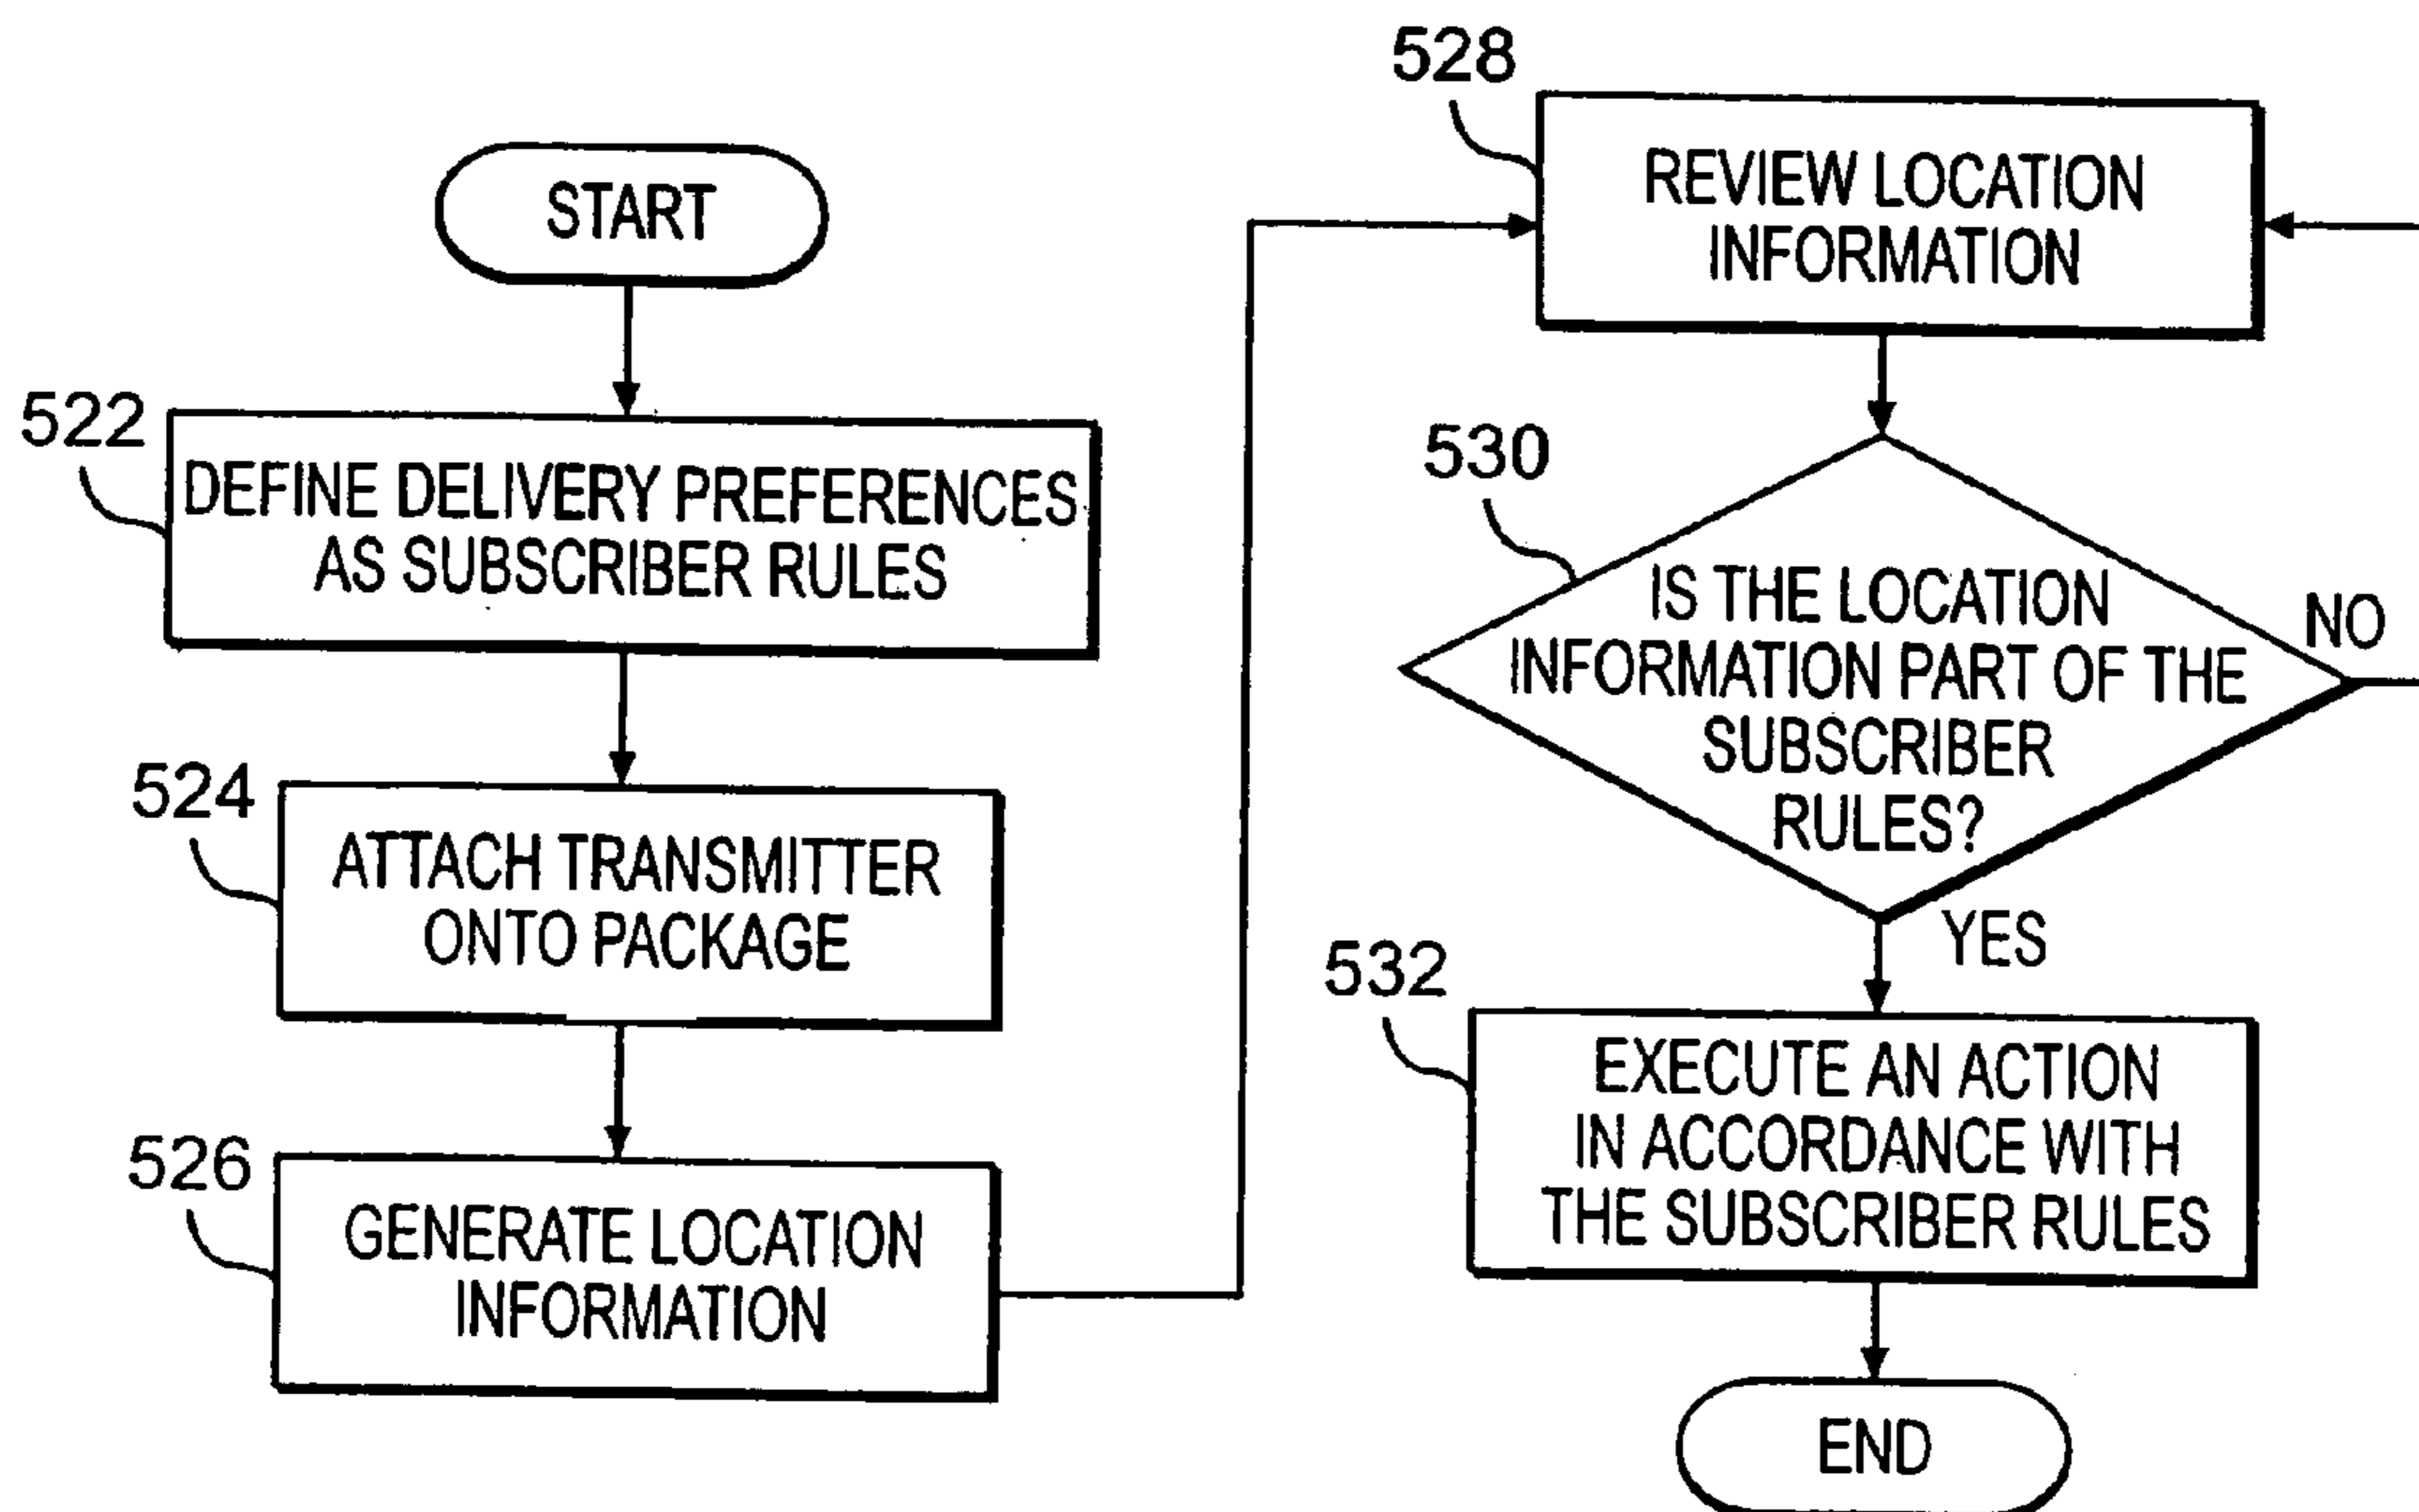 START
522
DEFINE DELIVERY PREFERENCES
AS SUBSCRIBER RULES
524
ATTACH TRANSMITTER
ONTO PACKAGE
526
GENERATE LOCATION
INFORMATION
528
REVIEW LOCATION
INFORMATION
530
IS THE LOCATION
INFORMATION PART OF THE
SUBSCRIBER
RULES?
NO
YES
532
EXECUTE AN ACTION
IN ACCORDANCE WITH
THE SUBSCRIBER RULES
END